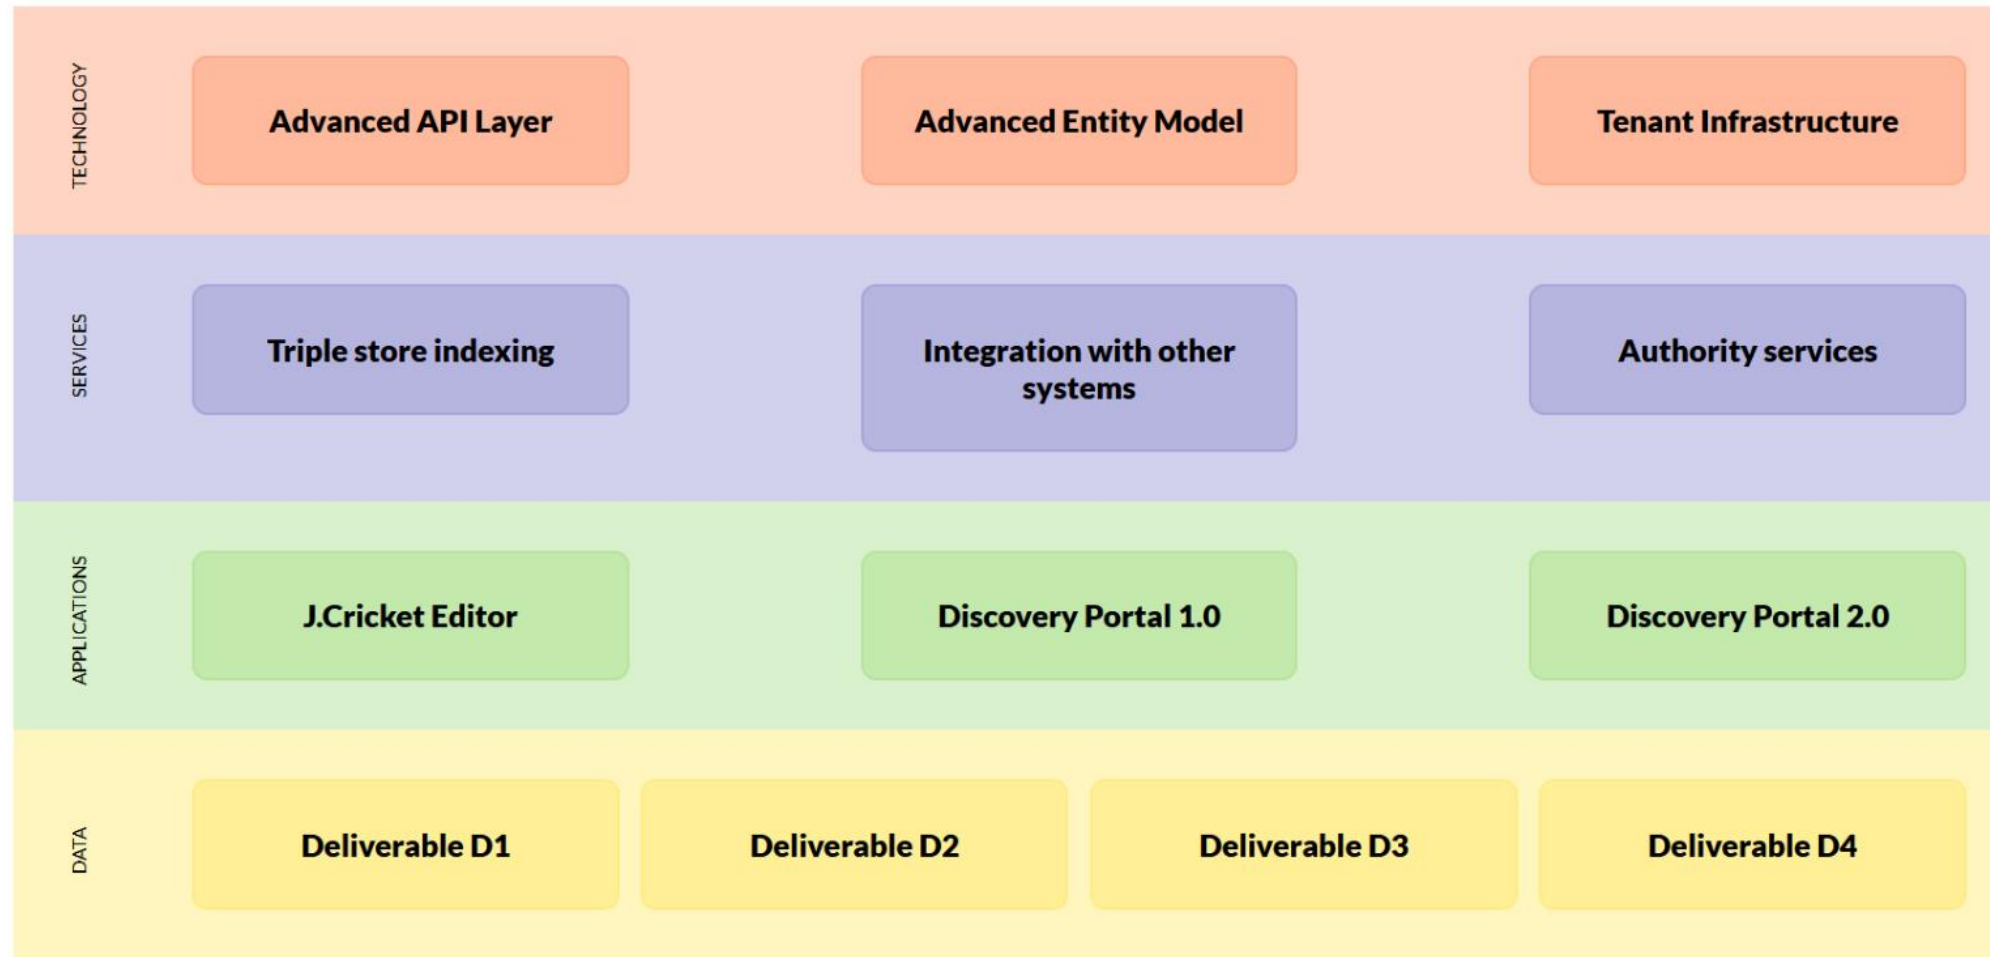 TECHNOLOGY
Advanced API Layer
Advanced Entity Model
Tenant Infrastructure
SERVICES
Triple store indexing
Integration with other
systems
Authority services
APPLICATIONS
J.Cricket Editor
Discovery Portal 1.0
Discovery Portal 2.0
DATA
Deliverable D1
Deliverable D2
Deliverable D3
Deliverable D4